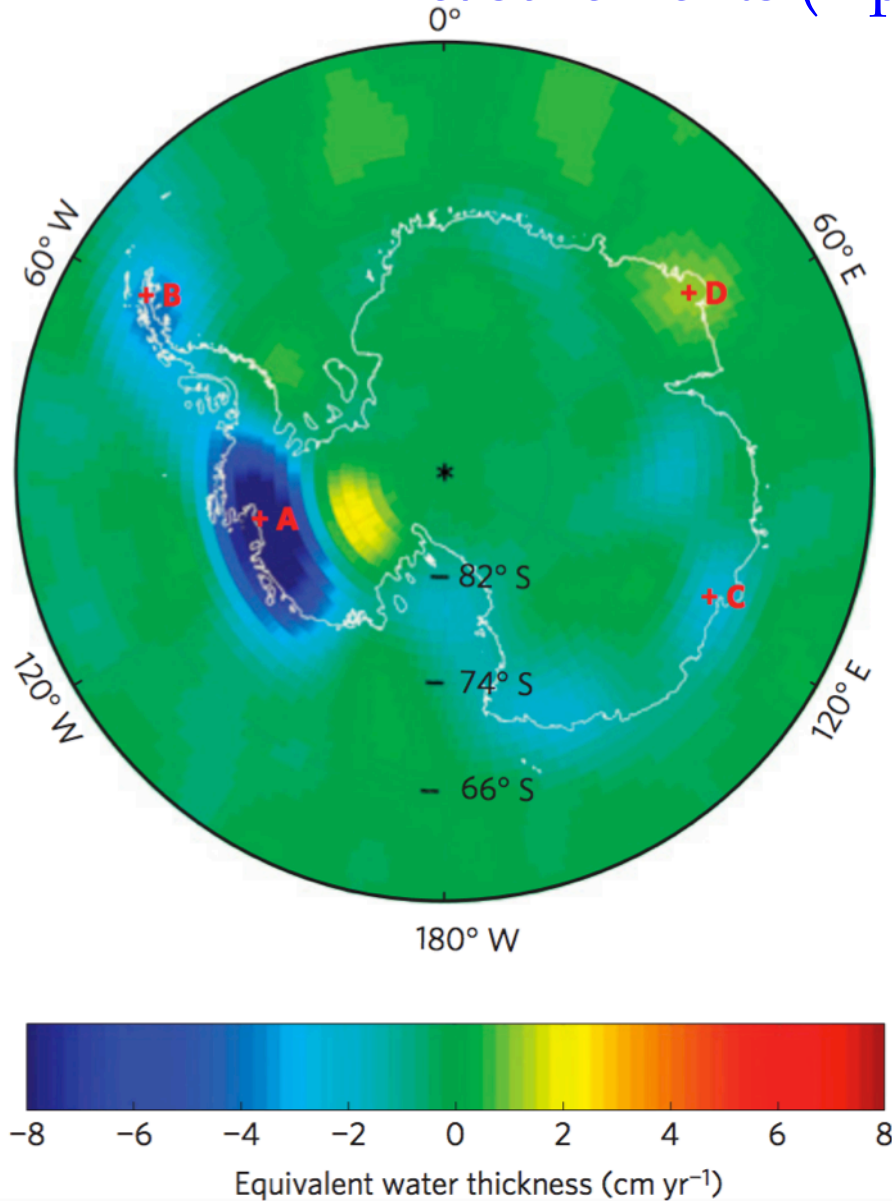 0°
60° W
60° E
B
D
A
82° S
C
74° S
120° W
120° E
66° S
180° W
−8 −6 −4 −2 0 2 4 6 8
Equivalent water thickness (cm yr⁻¹)